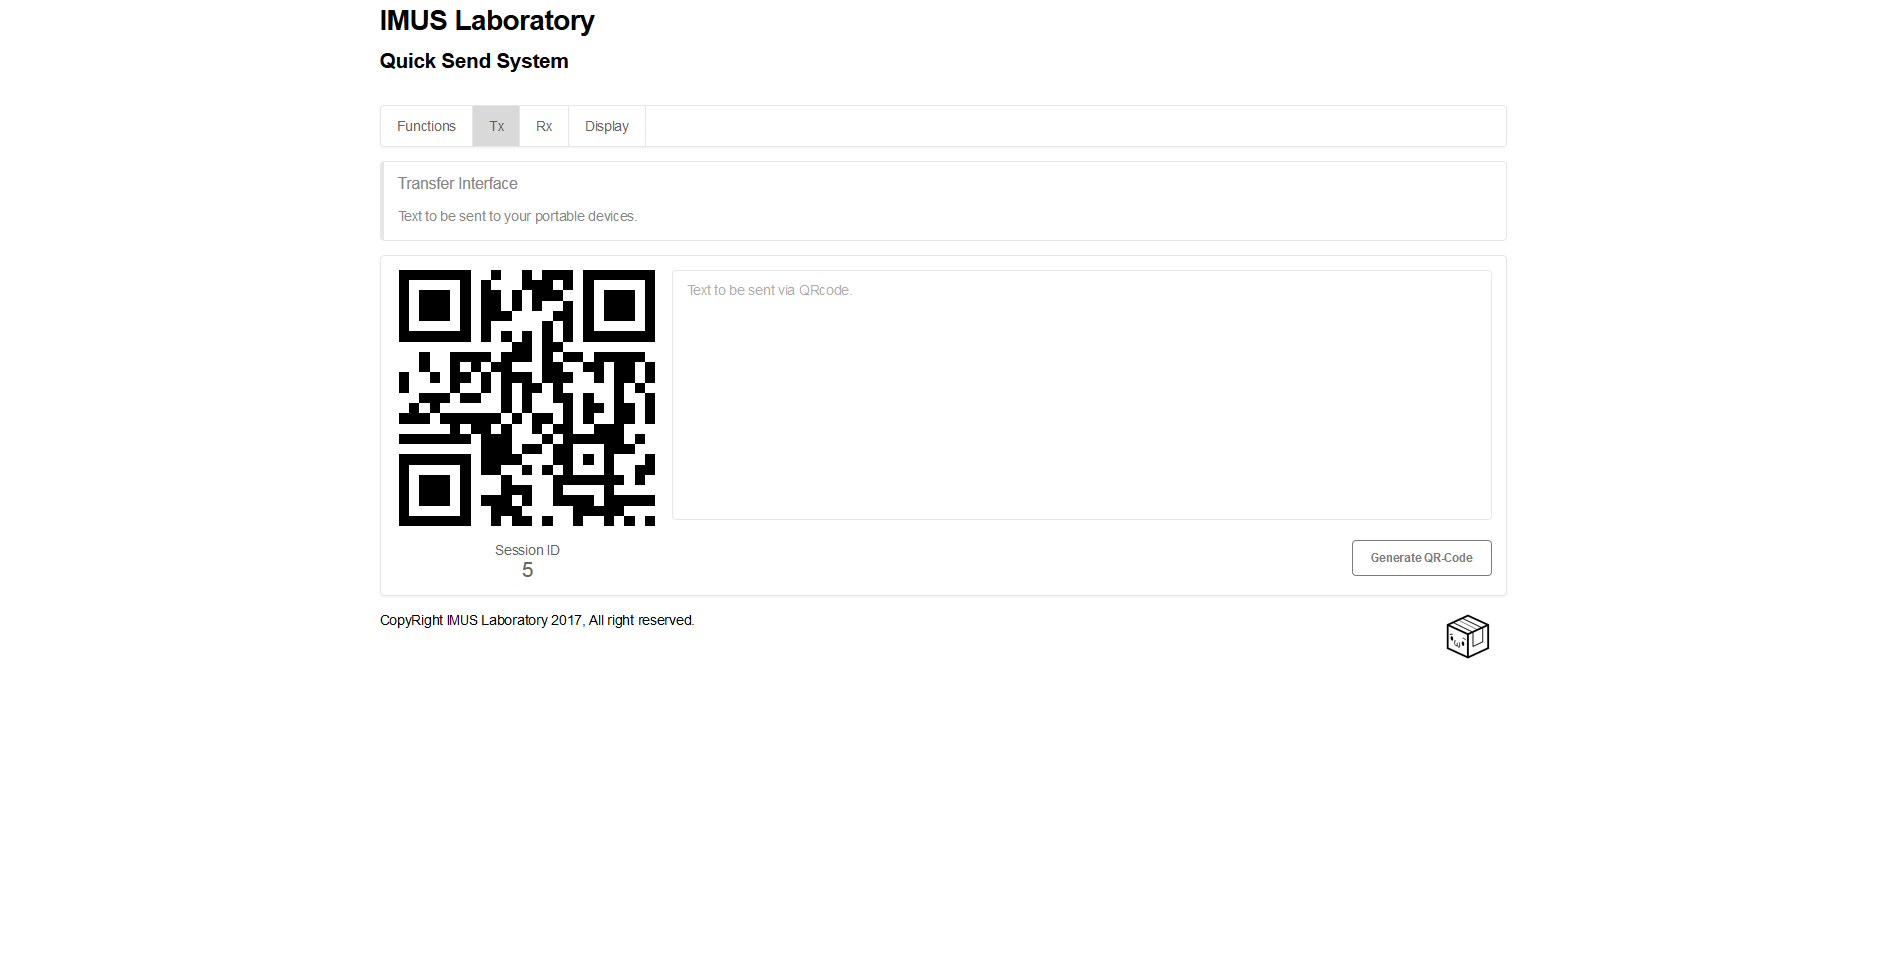 IMUS Laboratory
Quick Send System
Functions Tx Rx Display
Transfer Interface
Text to be sent to your portable devices.
Text to be sent via QRcode.
Session ID
5
Generate QR-Code
CopyRight IMUS Laboratory 2017, All right reserved.